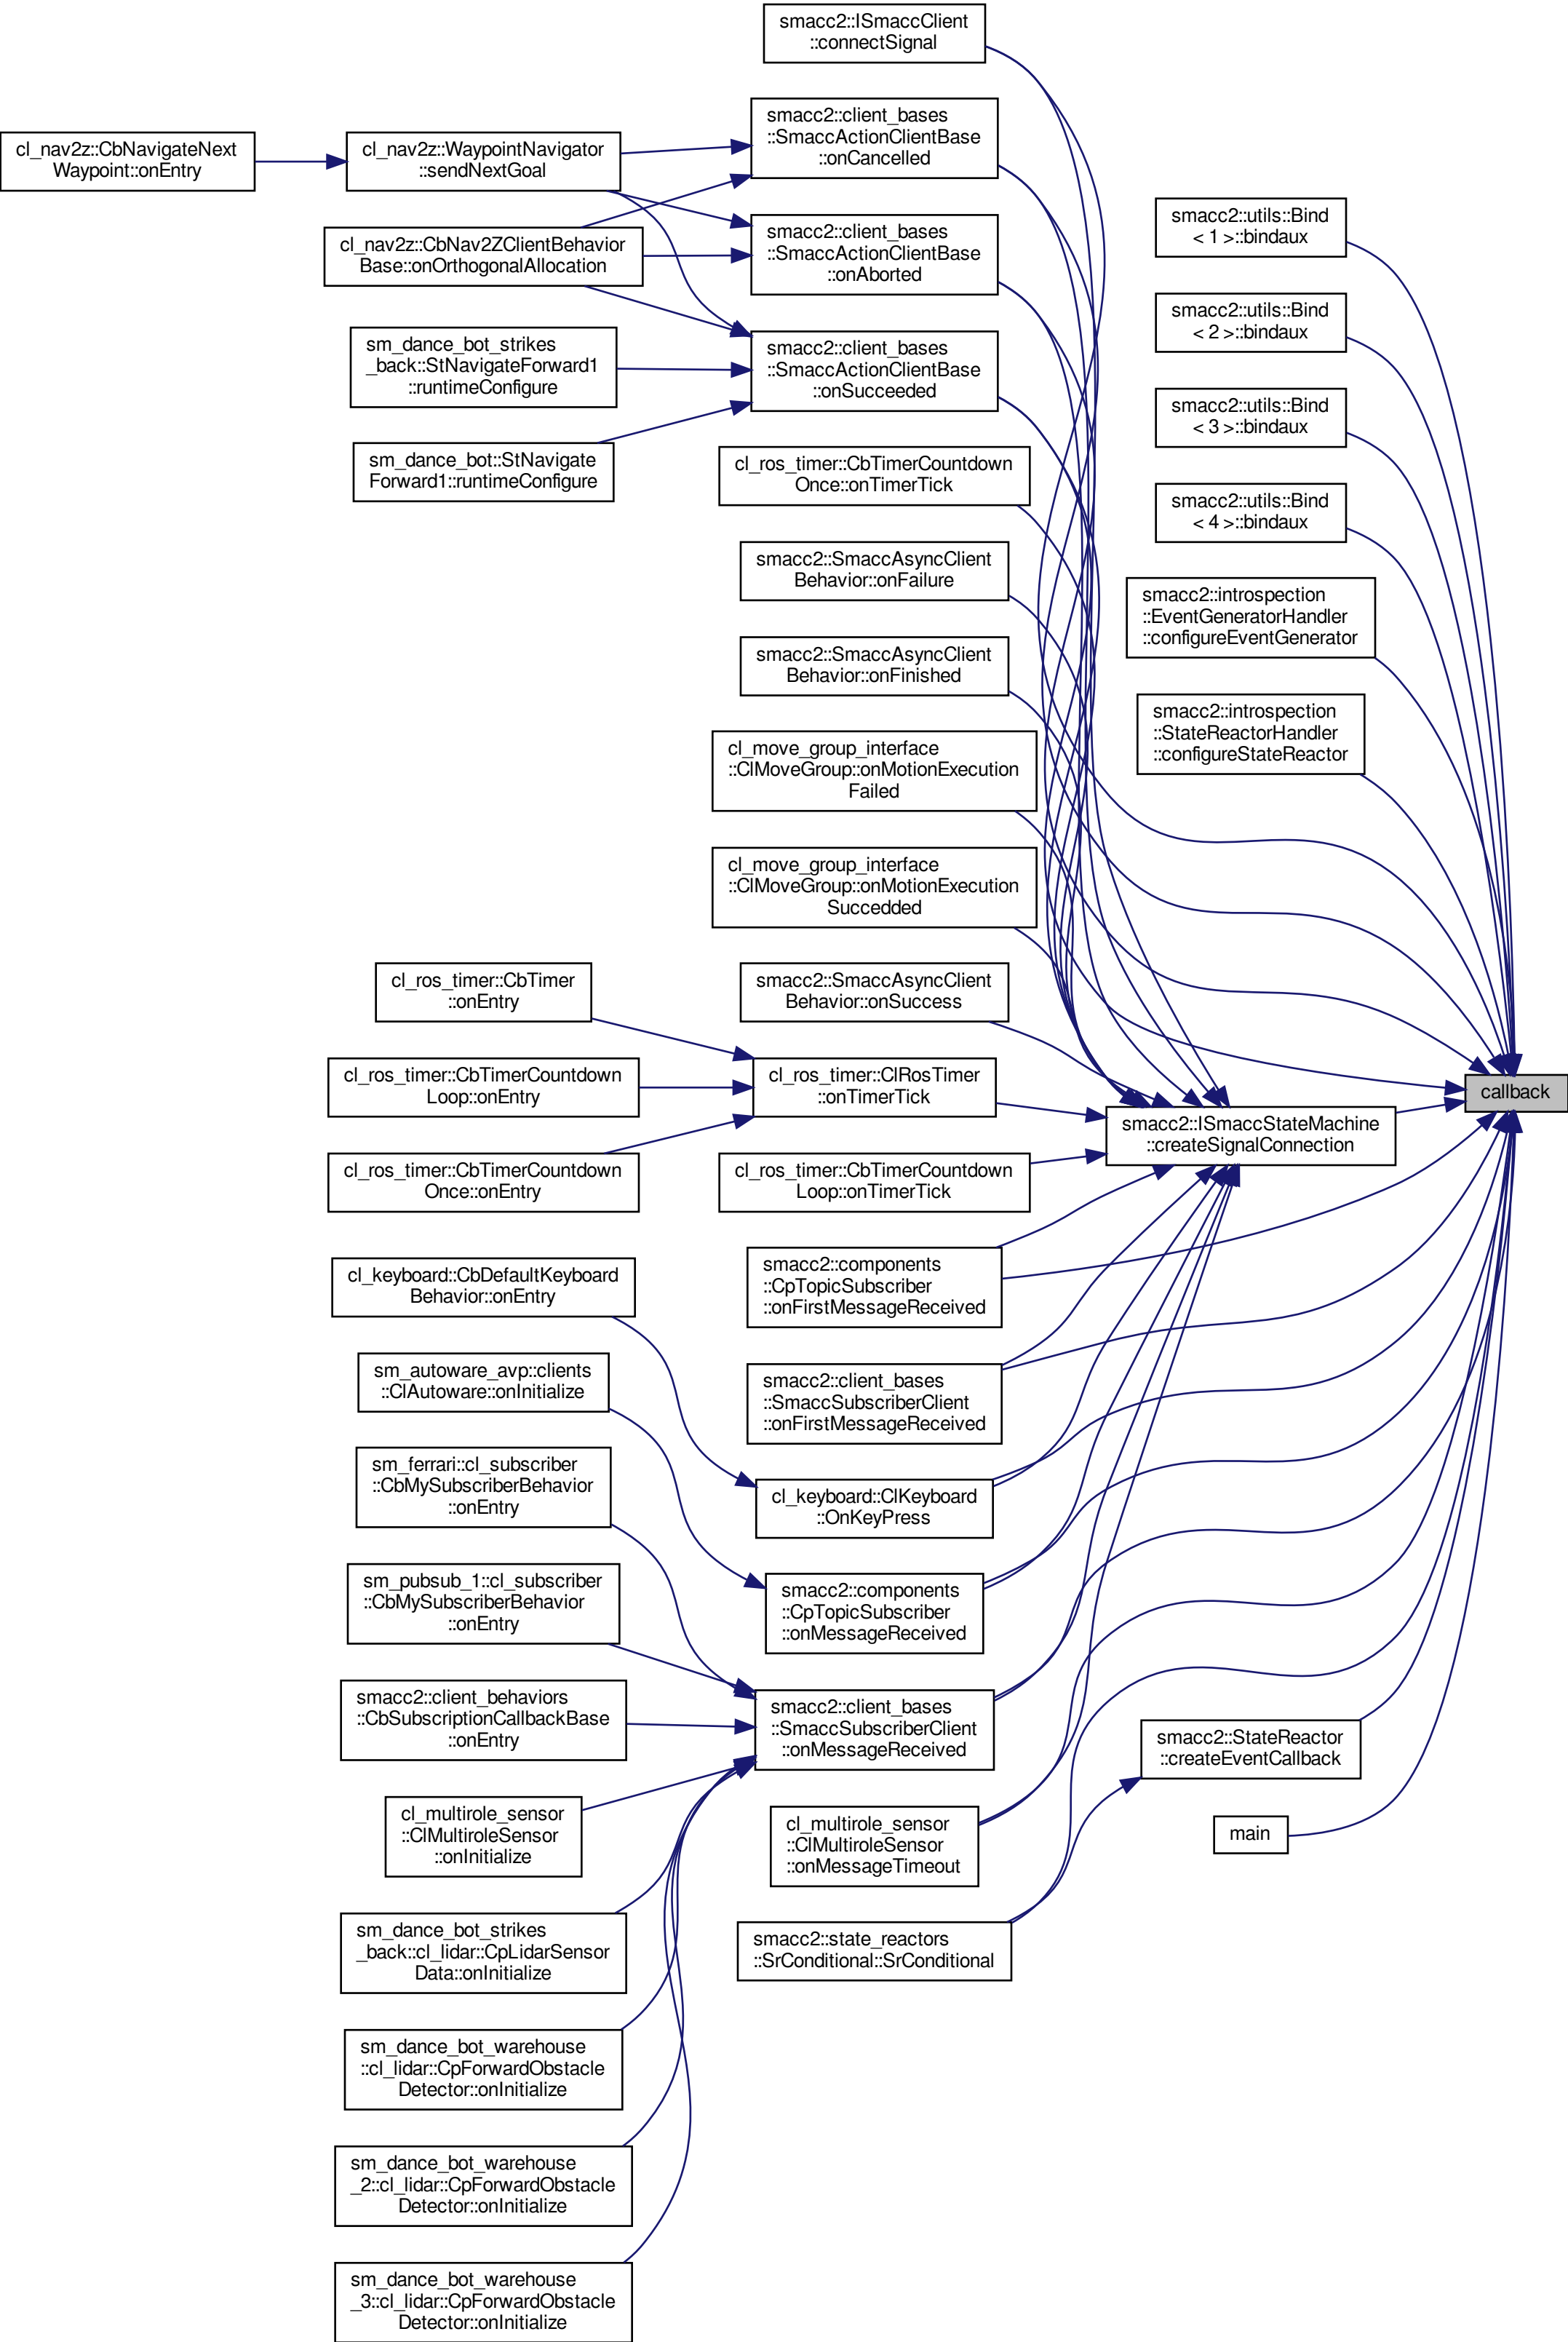 smacc2::ISmaccClient
::connectSignal
smacc2::client_bases
::SmaccActionClientBase
::onCancelled
cl_nav2z::CbNavigateNext
Waypoint::onEntry
cl_nav2z::WaypointNavigator
::sendNextGoal
smacc2::utils::Bind
< 1 >::bindaux
smacc2::client_bases
::SmaccActionClientBase
::onAborted
cl_nav2z::CbNav2ZClientBehavior
Base::onOrthogonalAllocation
smacc2::utils::Bind
< 2 >::bindaux
sm_dance_bot_strikes
_back::StNavigateForward1
::runtimeConfigure
smacc2::client_bases
::SmaccActionClientBase
::onSucceeded
smacc2::utils::Bind
< 3 >::bindaux
sm_dance_bot::StNavigate
Forward1::runtimeConfigure
cl_ros_timer::CbTimerCountdown
Once::onTimerTick
smacc2::utils::Bind
< 4 >::bindaux
smacc2::SmaccAsyncClient
Behavior::onFailure
smacc2::introspection
::EventGeneratorHandler
::configureEventGenerator
smacc2::SmaccAsyncClient
Behavior::onFinished
smacc2::introspection
::StateReactorHandler
::configureStateReactor
cl_move_group_interface
::ClMoveGroup::onMotionExecution
Failed
cl_move_group_interface
::ClMoveGroup::onMotionExecution
Succedded
cl_ros_timer::CbTimer
::onEntry
smacc2::SmaccAsyncClient
Behavior::onSuccess
cl_ros_timer::CbTimerCountdown
Loop::onEntry
cl_ros_timer::ClRosTimer
::onTimerTick
callback
smacc2::ISmaccStateMachine
::createSignalConnection
cl_ros_timer::CbTimerCountdown
Once::onEntry
cl_ros_timer::CbTimerCountdown
Loop::onTimerTick
cl_keyboard::CbDefaultKeyboard
Behavior::onEntry
smacc2::components
::CpTopicSubscriber
::onFirstMessageReceived
sm_autoware_avp::clients
::ClAutoware::onInitialize
smacc2::client_bases
::SmaccSubscriberClient
::onFirstMessageReceived
sm_ferrari::cl_subscriber
::CbMySubscriberBehavior
::onEntry
cl_keyboard::ClKeyboard
::OnKeyPress
sm_pubsub_1::cl_subscriber
::CbMySubscriberBehavior
::onEntry
smacc2::components
::CpTopicSubscriber
::onMessageReceived
smacc2::client_behaviors
::CbSubscriptionCallbackBase
::onEntry
smacc2::client_bases
::SmaccSubscriberClient
::onMessageReceived
smacc2::StateReactor
::createEventCallback
cl_multirole_sensor
::ClMultiroleSensor
::onInitialize
cl_multirole_sensor
::ClMultiroleSensor
::onMessageTimeout
main
sm_dance_bot_strikes
_back::cl_lidar::CpLidarSensor
Data::onInitialize
smacc2::state_reactors
::SrConditional::SrConditional
sm_dance_bot_warehouse
::cl_lidar::CpForwardObstacle
Detector::onInitialize
sm_dance_bot_warehouse
_2::cl_lidar::CpForwardObstacle
Detector::onInitialize
sm_dance_bot_warehouse
_3::cl_lidar::CpForwardObstacle
Detector::onInitialize